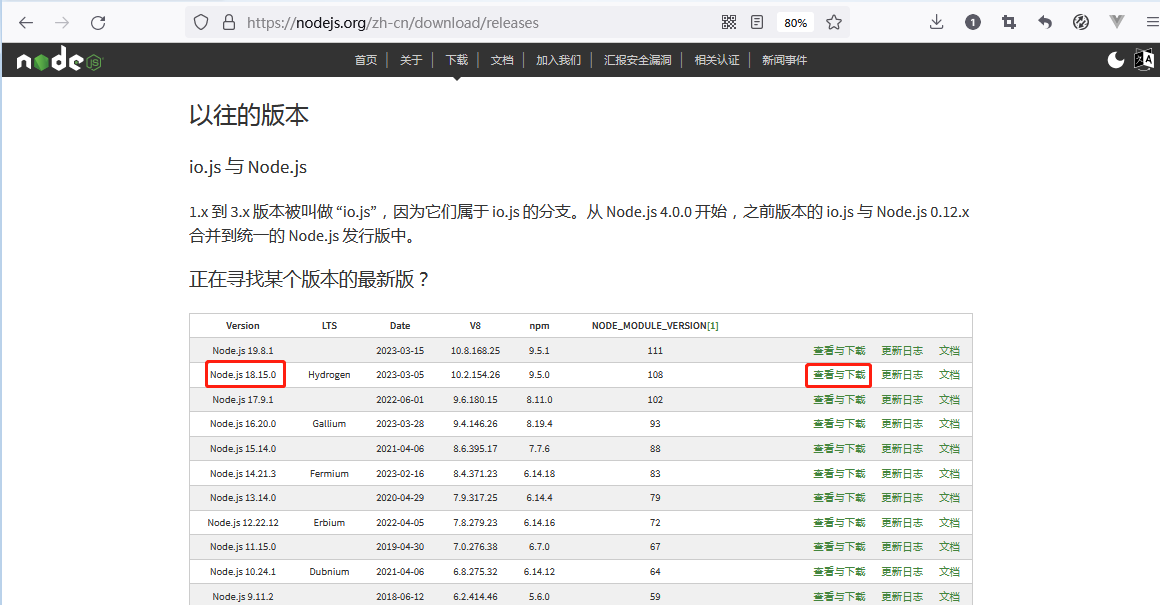 https://nodejs.org/zh-cn/download/releases
80%
1
node JS
首页 关于 下载 文档 加入我们 汇报安全漏洞 相关认证 新闻事件
以往的版本
io.js 与 Node.js
1.x 到 3.x 版本被叫做 “io.js”，因为它们属于 io.js 的分支。从 Node.js 4.0.0 开始，之前版本的 io.js 与 Node.js 0.12.x
合并到统一的 Node.js 发行版中。
正在寻找某个版本的最新版？
Version LTS Date V8 npm NODE_MODULE_VERSION[1]
Node.js 19.8.1 2023-03-15 10.8.168.25 9.5.1 111 查看与下载 更新日志 文档
Node.js 18.15.0 Hydrogen 2023-03-05 10.2.154.26 9.5.0 108 查看与下载 更新日志 文档
Node.js 17.9.1 2022-06-01 9.6.180.15 8.11.0 102 查看与下载 更新日志 文档
Node.js 16.20.0 Gallium 2023-03-28 9.4.146.26 8.19.4 93 查看与下载 更新日志 文档
Node.js 15.14.0 2021-04-06 8.6.395.17 7.7.6 88 查看与下载 更新日志 文档
Node.js 14.21.3 Fermium 2023-02-16 8.4.371.23 6.14.18 83 查看与下载 更新日志 文档
Node.js 13.14.0 2020-04-29 7.9.317.25 6.14.4 79 查看与下载 更新日志 文档
Node.js 12.22.12 Erbium 2022-04-05 7.8.279.23 6.14.16 72 查看与下载 更新日志 文档
Node.js 11.15.0 2019-04-30 7.0.276.38 6.7.0 67 查看与下载 更新日志 文档
Node.js 10.24.1 Dubnium 2021-04-06 6.8.275.32 6.14.12 64 查看与下载 更新日志 文档
Node.js 9.11.2 2018-06-12 6.2.414.46 5.6.0 59 查看与下载 更新日志 文档